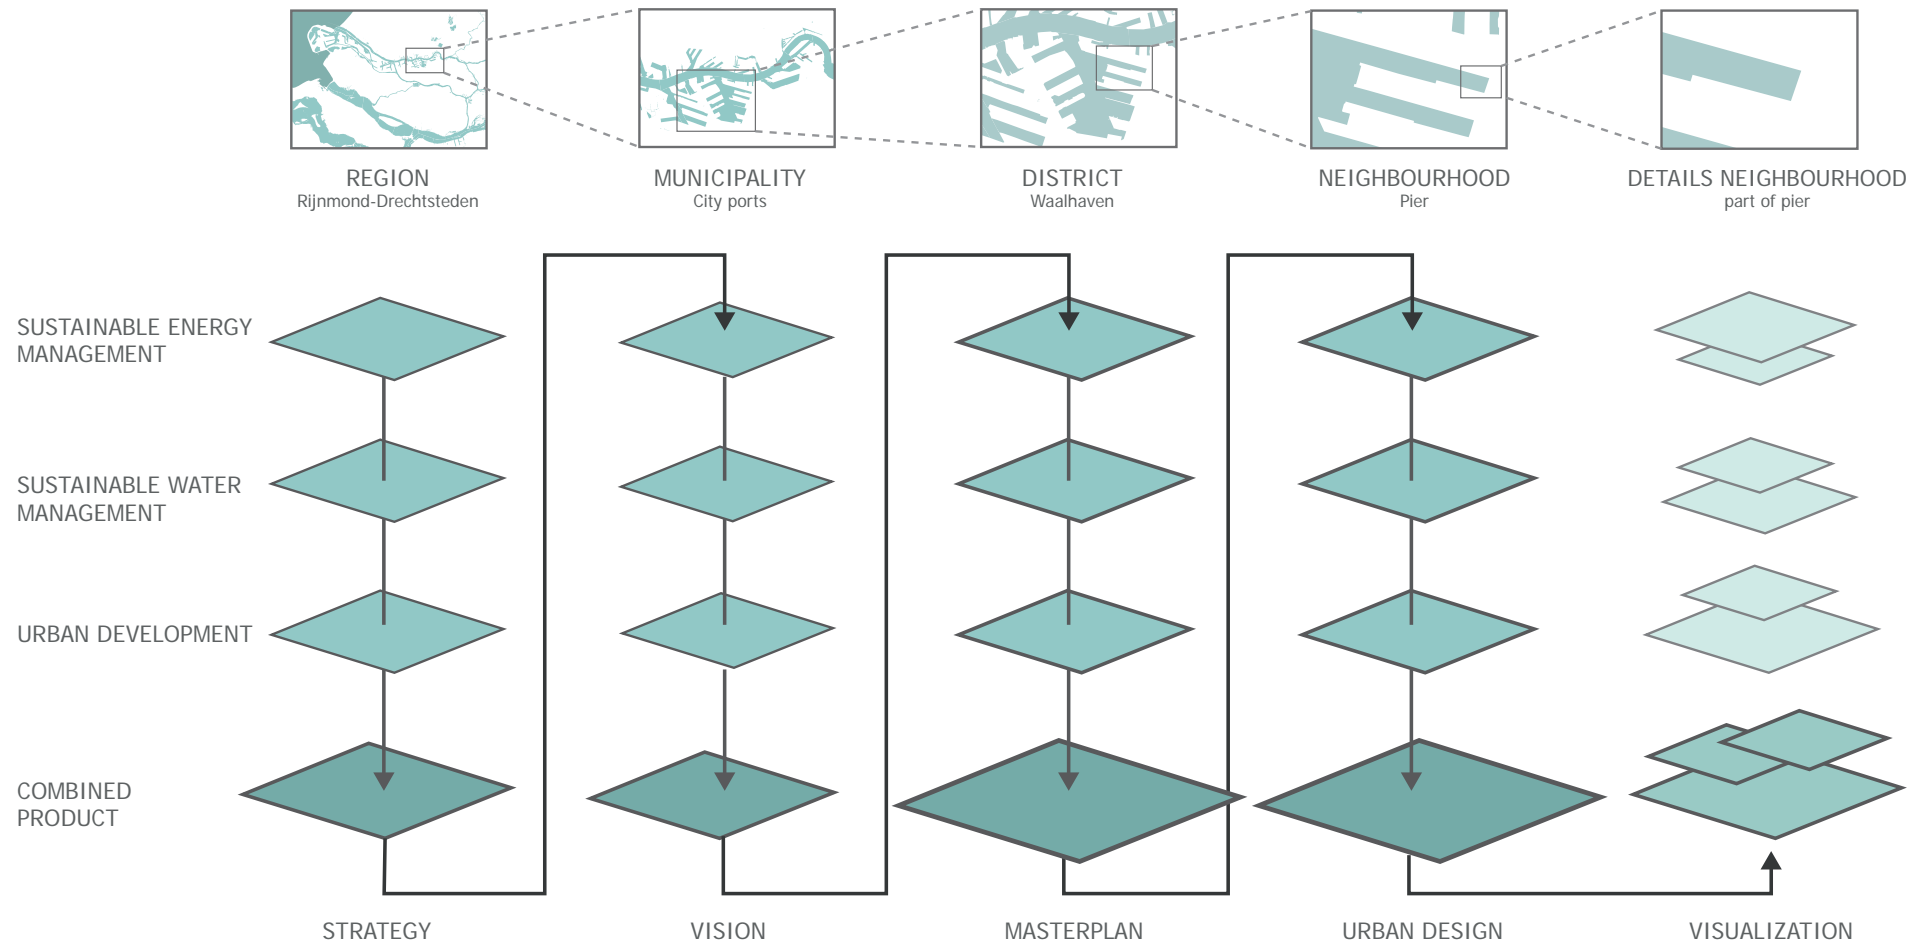 REGION
Rijnmond-Drechtsteden
MUNICIPALITY
City ports
DISTRICT
Waalhaven
NEIGHBOURHOOD
Pier
DETAILS NEIGHBOURHOOD
part of pier
SUSTAINABLE ENERGY
MANAGEMENT
SUSTAINABLE WATER
MANAGEMENT
URBAN DEVELOPMENT
COMBINED
PRODUCT
STRATEGY
VISION
MASTERPLAN
URBAN DESIGN
VISUALIZATION